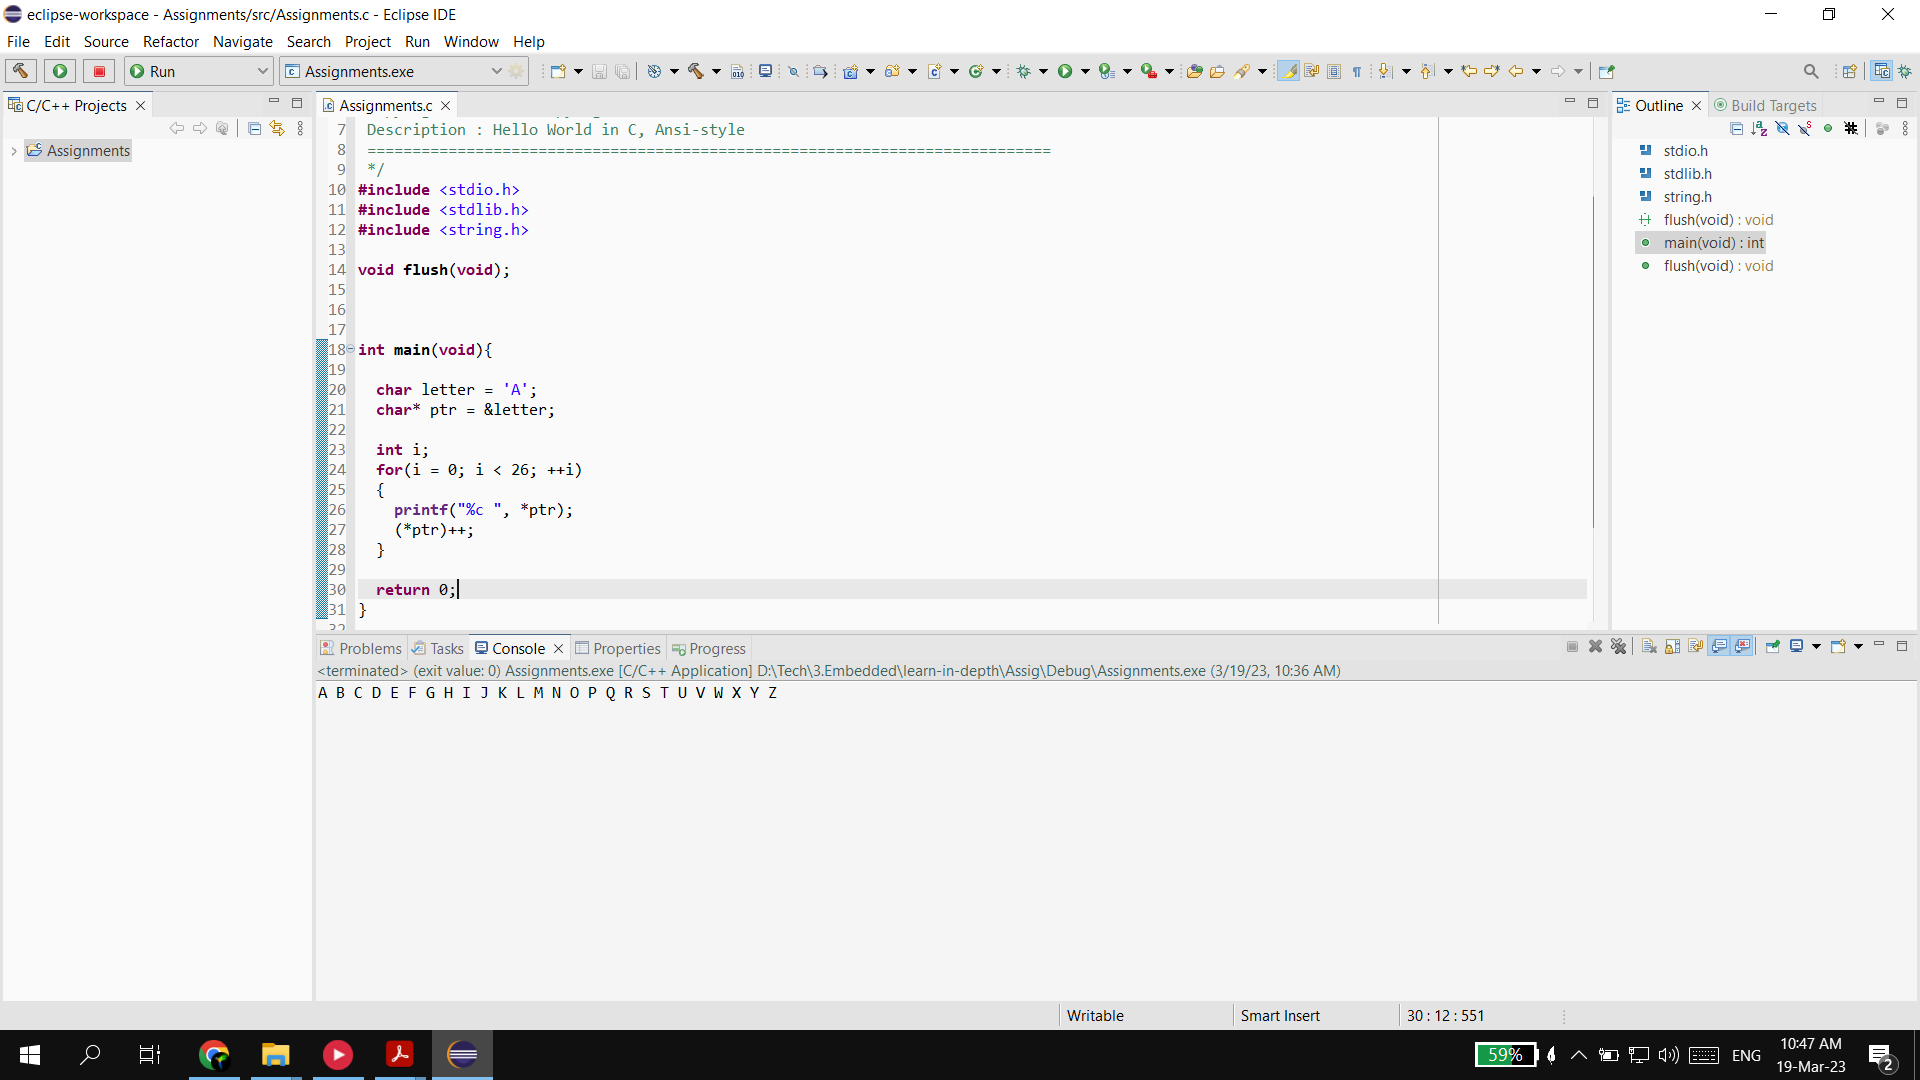 eclipse-workspace - Assignments/src/Assignments.c - Eclipse IDE
File Edit Source Refactor Navigate Search Project Run Window Help
Run
Assignments.exe
C/C++ Projects
Assignments
Assignments.c
7 Description : Hello World in C, Ansi-style
8 ============================================================================
9 */
10 #include <stdio.h>
11 #include <stdlib.h>
12 #include <string.h>
13
14 void flush(void);
15
16
17
18 int main(void){
19
20 char letter = 'A';
21 char* ptr = &letter;
22
23 int i;
24 for(i = 0; i < 26; ++i)
25 {
26 printf("%c ", *ptr);
27 (*ptr)++;
28 }
29
30 return 0;
31 }
32
Outline Build Targets
stdio.h
stdlib.h
string.h
flush(void) : void
main(void) : int
flush(void) : void
Problems Tasks Console Properties Progress
<terminated> (exit value: 0) Assignments.exe [C/C++ Application] D:\Tech\3.Embedded\learn-in-depth\Assig\Debug\Assignments.exe (3/19/23, 10:36 AM)
A B C D E F G H I J K L M N O P Q R S T U V W X Y Z
Writable Smart Insert 30 : 12 : 551
59% ENG 10:47 AM
19-Mar-23
2